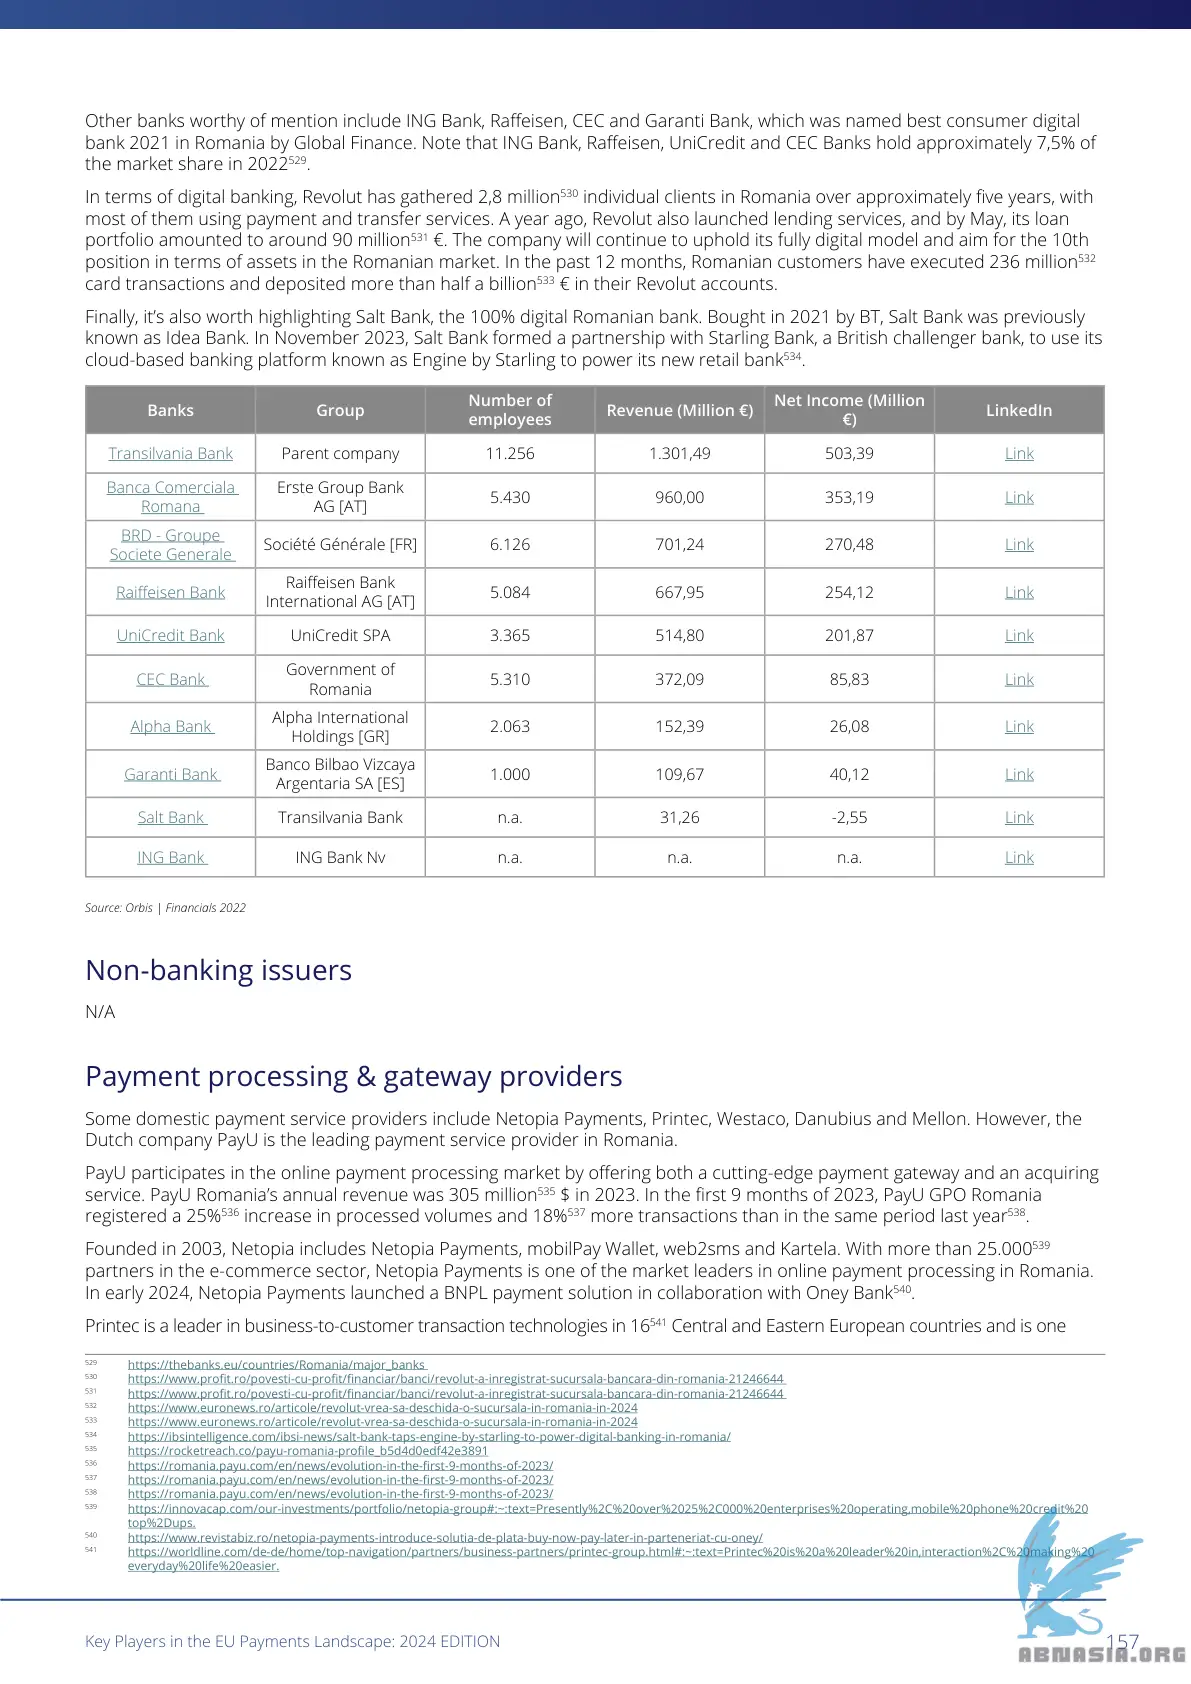 Other banks worthy of mention include ING Bank, Raffeisen, CEC and Garanti Bank, which was named best consumer digital
bank 2021 in Romania by Global Finance. Note that ING Bank, Raffeisen, UniCredit and CEC Banks hold approximately 7,5% of
the market share in 2022529.
In terms of digital banking, Revolut has gathered 2,8 million530 individual clients in Romania over approximately five years, with
most of them using payment and transfer services. A year ago, Revolut also launched lending services, and by May, its loan
portfolio amounted to around 90 million531 €. The company will continue to uphold its fully digital model and aim for the 10th
position in terms of assets in the Romanian market. In the past 12 months, Romanian customers have executed 236 million532
card transactions and deposited more than half a billion533 € in their Revolut accounts.
Finally, it's also worth highlighting Salt Bank, the 100% digital Romanian bank. Bought in 2021 by BT, Salt Bank was previously
known as Idea Bank. In November 2023, Salt Bank formed a partnership with Starling Bank, a British challenger bank, to use its
cloud-based banking platform known as Engine by Starling to power its new retail bank534.
Banks Group Number of employees Revenue (Million €) Net Income (Million €) LinkedIn
Transilvania Bank Parent company 11.256 1.301,49 503,39 Link
Banca Comerciala Romana Erste Group Bank AG [AT] 5.430 960,00 353,19 Link
BRD - Groupe Societe Generale Société Générale [FR] 6.126 701,24 270,48 Link
Raiffeisen Bank Raiffeisen Bank International AG [AT] 5.084 667,95 254,12 Link
UniCredit Bank UniCredit SPA 3.365 514,80 201,87 Link
CEC Bank Government of Romania 5.310 372,09 85,83 Link
Alpha Bank Alpha International Holdings [GR] 2.063 152,39 26,08 Link
Garanti Bank Banco Bilbao Vizcaya Argentaria SA [ES] 1.000 109,67 40,12 Link
Salt Bank Transilvania Bank n.a. 31,26 -2,55 Link
ING Bank ING Bank Nv n.a. n.a. n.a. Link
Source: Orbis | Financials 2022
Non-banking issuers
N/A
Payment processing & gateway providers
Some domestic payment service providers include Netopia Payments, Printec, Westaco, Danubius and Mellon. However, the
Dutch company PayU is the leading payment service provider in Romania.
PayU participates in the online payment processing market by offering both a cutting-edge payment gateway and an acquiring
service. PayU Romania's annual revenue was 305 million535 $ in 2023. In the first 9 months of 2023, PayU GPO Romania
registered a 25%536 increase in processed volumes and 18%537 more transactions than in the same period last year538.
Founded in 2003, Netopia includes Netopia Payments, mobilPay Wallet, web2sms and Kartela. With more than 25.000539
partners in the e-commerce sector, Netopia Payments is one of the market leaders in online payment processing in Romania.
In early 2024, Netopia Payments launched a BNPL payment solution in collaboration with Oney Bank540.
Printec is a leader in business-to-customer transaction technologies in 16541 Central and Eastern European countries and is one
529 https://thebanks.eu/countries/Romania/major_banks
530 https://www.profit.ro/povesti-cu-profit/financiar/banci/revolut-a-inregistrat-sucursala-bancara-din-romania-21246644
531 https://www.profit.ro/povesti-cu-profit/financiar/banci/revolut-a-inregistrat-sucursala-bancara-din-romania-21246644
532 https://www.euronews.ro/articole/revolut-vrea-sa-deschida-o-sucursala-in-romania-in-2024
533 https://www.euronews.ro/articole/revolut-vrea-sa-deschida-o-sucursala-in-romania-in-2024
534 https://ibsintelligence.com/ibsi-news/salt-bank-taps-engine-by-starling-to-power-digital-banking-in-romania/
535 https://rocketreach.co/payu-romania-profile_b5d4d0edf42e3891
536 https://romania.payu.com/en/news/evolution-in-the-first-9-months-of-2023/
537 https://romania.payu.com/en/news/evolution-in-the-first-9-months-of-2023/
538 https://romania.payu.com/en/news/evolution-in-the-first-9-months-of-2023/
539 https://innovacap.com/our-investments/portfolio/netopia-group#:~:text=Presently%2C%20over%2025%2C000%20enterprises%20operating,mobile%20phone%20credit%20
top%2Dups.
540 https://www.revistabiz.ro/netopia-payments-introduce-solutia-de-plata-buy-now-pay-later-in-parteneriat-cu-oney/
541 https://worldline.com/de-de/home/top-navigation/partners/business-partners/printec-group.html#:~:text=Printec%20is%20a%20leader%20in,interaction%2C%20making%20
everyday%20life%20easier.
Key Players in the EU Payments Landscape: 2024 EDITION
157
ABNASIA.ORG